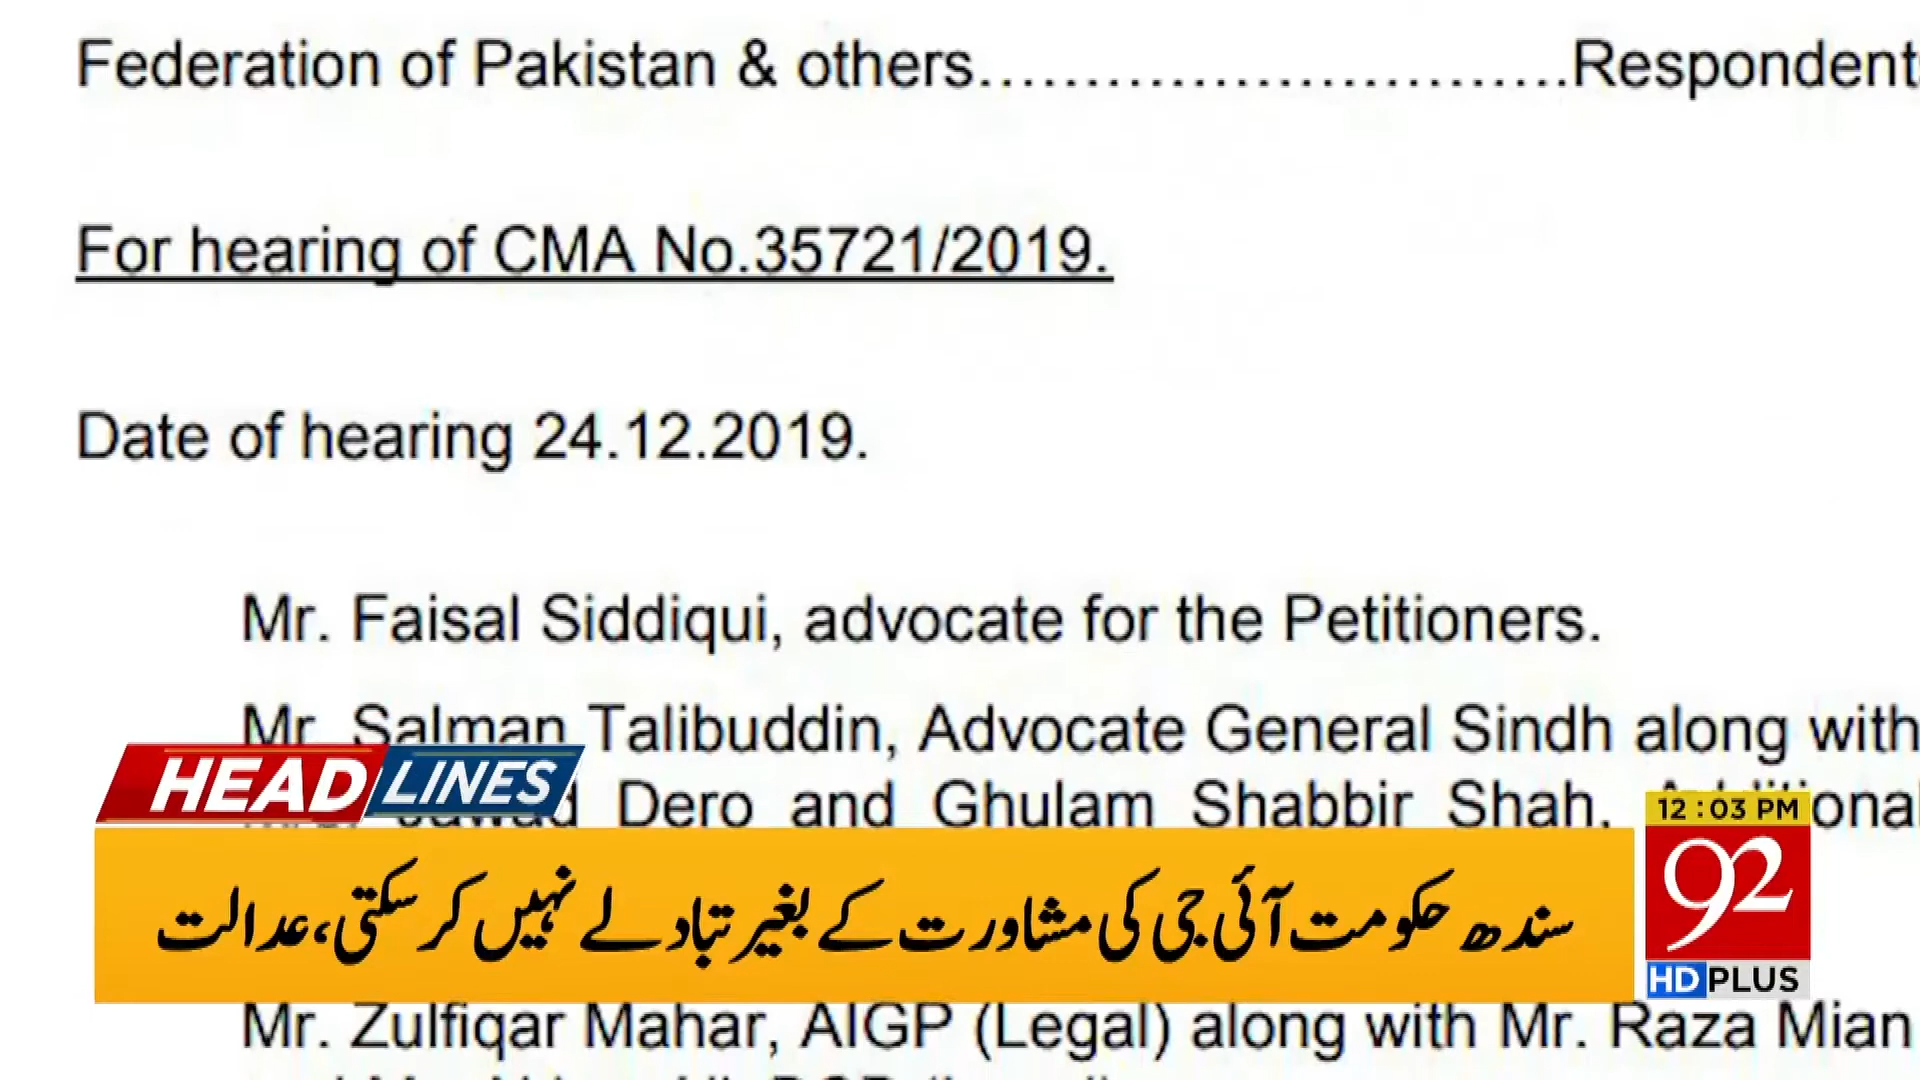 Federation of Pakistan & others..............................Respondents
For hearing of CMA No.35721/2019.
Date of hearing 24.12.2019.
Mr. Faisal Siddiqui, advocate for the Petitioners.
Mr. Salman Talibuddin, Advocate General Sindh along with
Dero and Ghulam Shabbir Shah,
HEADLINES
12:03 PM
سندھ حکومت آئی جی کی مشاورت کے بغیر تبادلے نہیں کر سکتی، عدالت
92
HD PLUS
Mr. Zulfiqar Mahar, AIGP (Legal) along with Mr. Raza Mian